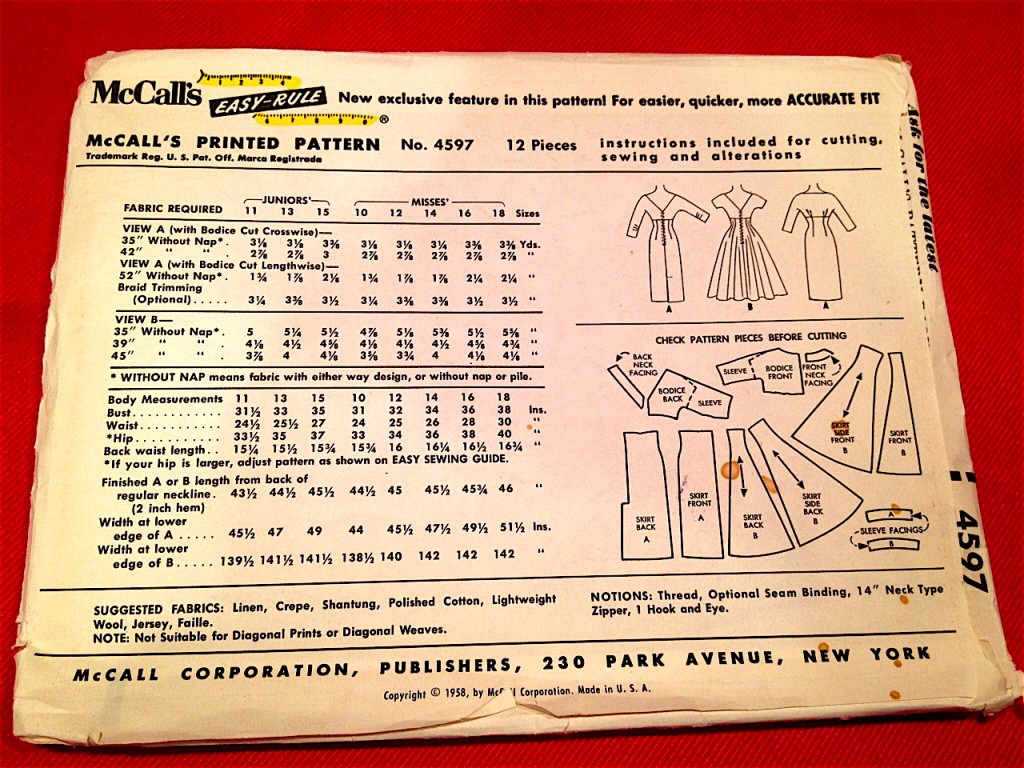 McCall's EASY-RULE ® New exclusive feature in this pattern! For easier, quicker, more ACCURATE FIT
1 2 3 4
6 7 8 9
McCALL'S PRINTED PATTERN No. 4597 12 Pieces instructions included for cutting,
Trademark Reg. U. S. Pat. Off. Marca Registrada sewing and alterations
JUNIORS' MISSES'
FABRIC REQUIRED 11 13 15 10 12 14 16 18 Sizes
VIEW A (with Bodice Cut Crosswise)—
35" Without Nap*. 3⅛ 3⅛ 3⅜ 3⅛ 3⅛ 3¼ 3⅜ 3⅜ Yds.
42" " " 2⅞ 2⅞ 3 2⅞ 2⅞ 2⅞ 2⅞ 2⅞ "
VIEW A (with Bodice Cut Lengthwise)—
52" Without Nap*. 1¾ 1⅞ 2⅛ 1¾ 1⅞ 1⅞ 2¼ 2¼ "
Braid Trimming
(Optional)..... 3¼ 3⅜ 3½ 3¼ 3⅜ 3⅜ 3½ 3½ "
VIEW B—
35" Without Nap*. 5 5¼ 5½ 4⅞ 5⅛ 5⅜ 5½ 5⅝ "
39" " " 4⅛ 4½ 4⅝ 4⅛ 4⅛ 4½ 4⅝ 4¾ "
45" " " 3⅞ 4 4⅛ 3⅝ 3¾ 4 4⅛ 4⅛ "
* WITHOUT NAP means fabric with either way design, or without nap or pile.
Body Measurements 11 13 15 10 12 14 16 18
Bust............ 31½ 33 35 31 32 34 36 38 Ins.
Waist........... 24½ 25½ 27 24 25 26 28 30 "
*Hip............ 33½ 35 37 33 34 36 38 40 "
Back waist length.. 15¼ 15½ 15¾ 15¾ 16 16¼ 16½ 16¾ "
*If your hip is larger, adjust pattern as shown on EASY SEWING GUIDE.
Finished A or B length from back of
regular neckline. 43½ 44½ 45½ 44½ 45 45½ 45¾ 46 "
(2 inch hem)
Width at lower
edge of A ..... 45½ 47 49 44 45½ 47½ 49½ 51½ Ins.
Width at lower
edge of B..... 139½ 141½ 141½ 138½ 140 142 142 142 "
A B A
CHECK PATTERN PIECES BEFORE CUTTING
BACK NECK FACING
BODICE BACK
SLEEVE
SLEEVE
BODICE FRONT
FRONT NECK FACING
SKIRT SIDE FRONT B
SKIRT FRONT B
SKIRT BACK A
SKIRT FRONT A
SKIRT BACK B
SKIRT SIDE BACK B
A
SLEEVE FACINGS
B
SUGGESTED FABRICS: Linen, Crepe, Shantung, Polished Cotton, Lightweight
Wool, Jersey, Faille.
NOTE: Not Suitable for Diagonal Prints or Diagonal Weaves.
NOTIONS: Thread, Optional Seam Binding, 14" Neck Type
Zipper, 1 Hook and Eye.
McCALL CORPORATION, PUBLISHERS, 230 PARK AVENUE, NEW YORK
Copyright © 1958, by McCall Corporation. Made in U. S. A.
Ask for the latest
4597